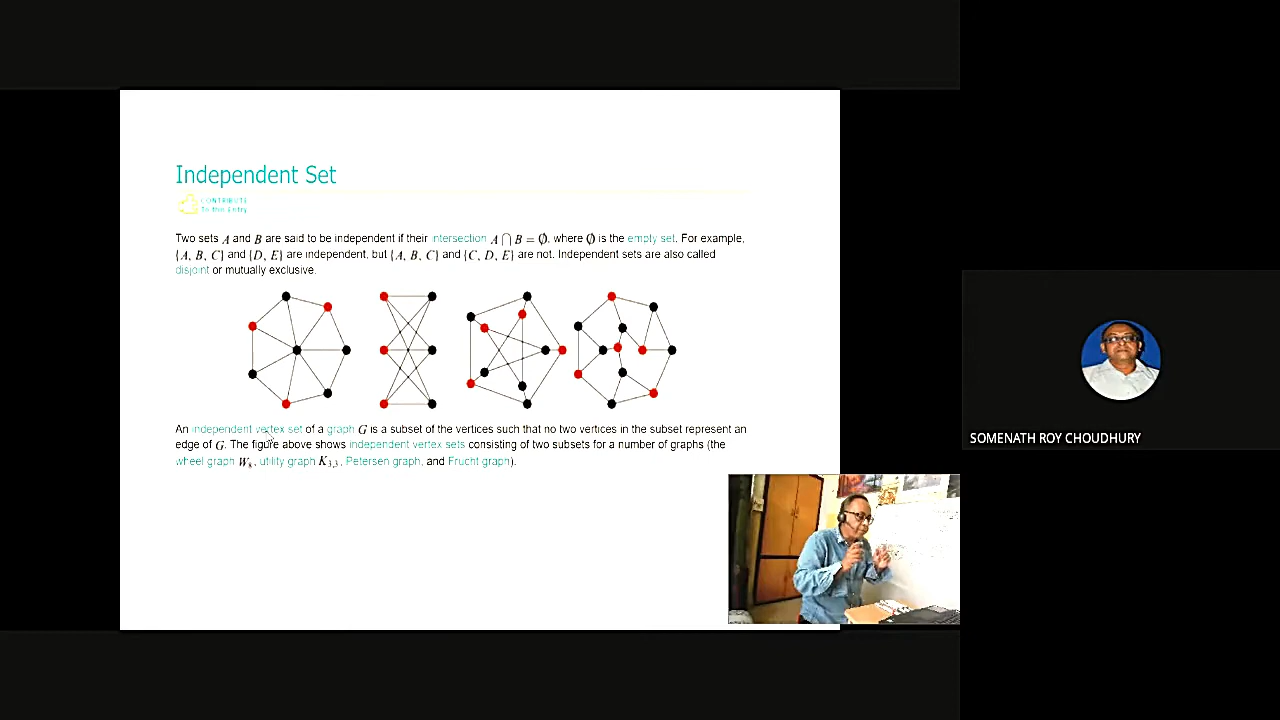 Independent Set
CONTRIBUTE
To this Entry
Two sets A and B are said to be independent if their intersection A ⋂ B = ∅, where ∅ is the empty set. For example,
{A, B, C} and {D, E} are independent, but {A, B, C} and {C, D, E} are not. Independent sets are also called
disjoint or mutually exclusive.
An independent vertex set of a graph G is a subset of the vertices such that no two vertices in the subset represent an
edge of G. The figure above shows independent vertex sets consisting of two subsets for a number of graphs (the
wheel graph W₈, utility graph K₃,₃, Petersen graph, and Frucht graph).
SOMENATH ROY CHOUDHURY